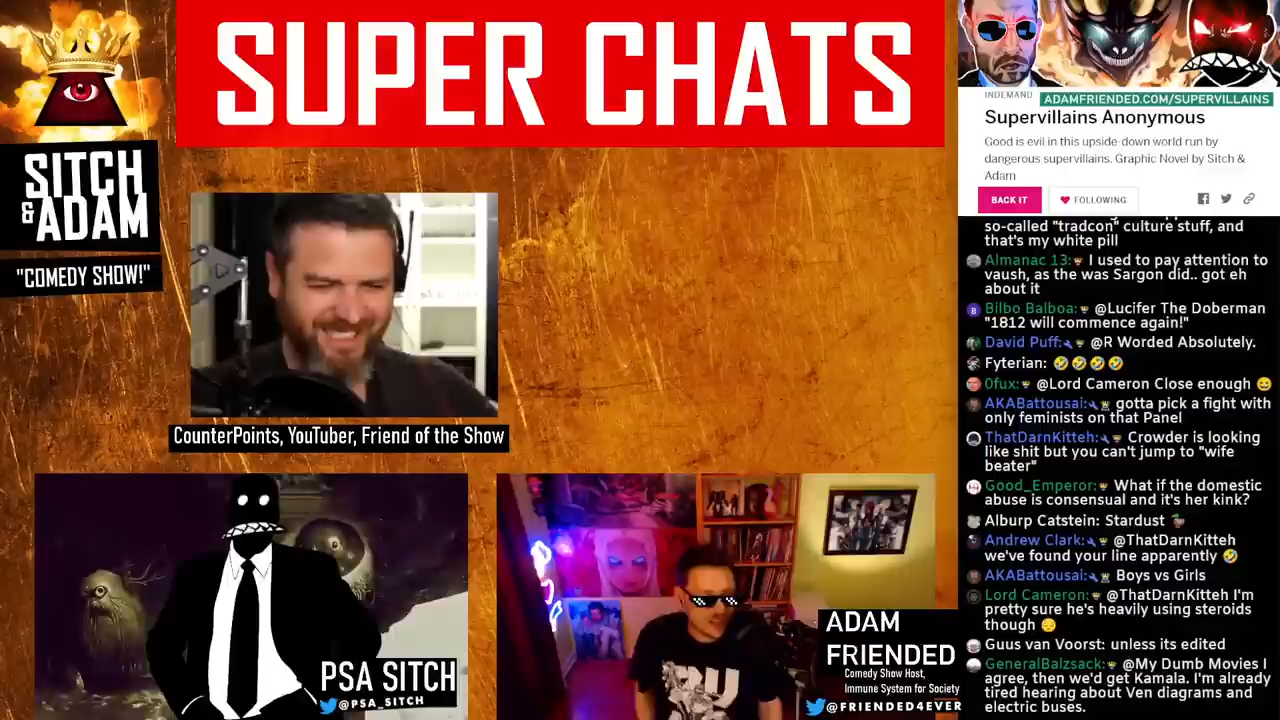 SUPER CHATS
SITCH
& ADAM
"COMEDY SHOW!"
INDEMAND
ADAMFRIENDED.COM/SUPERVILLAINS
Supervillains Anonymous
Good is evil in this upside-down world run by
dangerous supervillains. Graphic Novel by Sitch &
Adam
BACK IT
FOLLOWING
so-called "tradcon" culture stuff, and
that's my white pill
Almanac 13: I used to pay attention to
vaush, as the was Sargon did.. got eh
about it
Bilbo Balboa: @Lucifer The Doberman
"1812 will commence again!"
David Puff: @R Worded Absolutely.
Fyterian: 🤣🤣🤣🤣
0fux: @Lord Cameron Close enough 😄
AKABattousai: gotta pick a fight with
only feminists on that Panel
ThatDarnKitteh: Crowder is looking
like shit but you can't jump to "wife
beater"
Good_Emperor: What if the domestic
abuse is consensual and it's her kink?
Alburp Catstein: Stardust 🦆
Andrew Clark: @ThatDarnKitteh
we've found your line apparently 🤣
AKABattousai: Boys vs Girls
Lord Cameron: @ThatDarnKitteh I'm
pretty sure he's heavily using steroids
though 😔
Guus van Voorst: unless its edited
GeneralBalzsack: @My Dumb Movies I
agree, then we'd get Kamala. I'm already
tired hearing about Ven diagrams and
electric buses.
CounterPoints, YouTuber, Friend of the Show
PSA SITCH
@PSA_SITCH
ADAM
FRIENDED
Comedy Show Host,
Immune System for Society
@FRIENDED4EVER